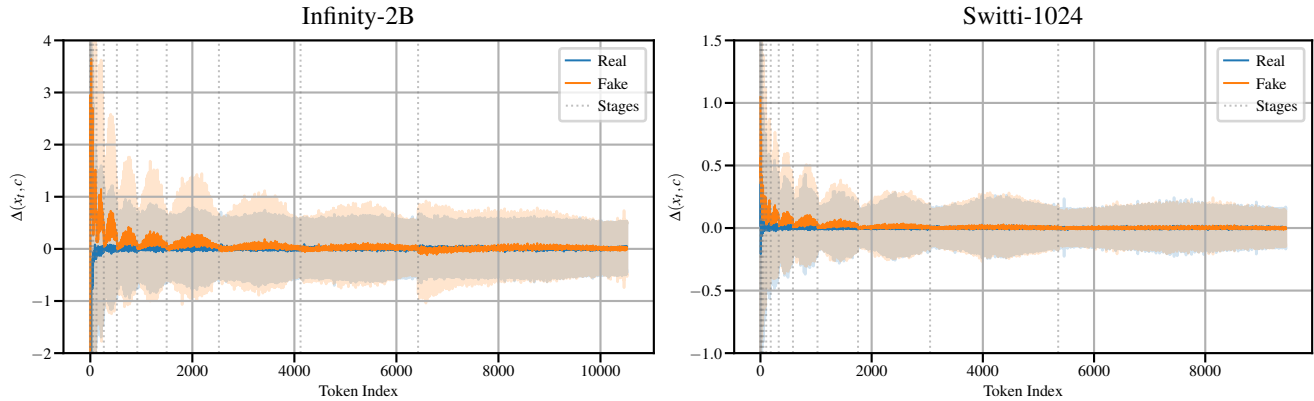 Infinity-2B
4
3
2
1
0
−1
−2
Δ(xₜ, c)
0
2000
4000
6000
8000
10000
Token Index
Real
Fake
Stages
Switti-1024
1.5
1.0
0.5
0.0
−0.5
−1.0
Δ(xₜ, c)
0
2000
4000
6000
8000
Token Index
Real
Fake
Stages